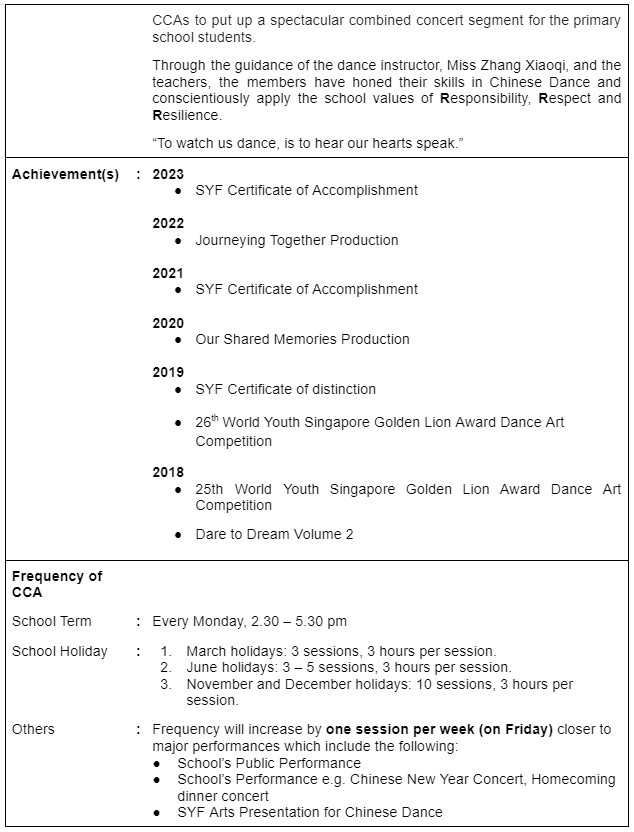 CCAs to put up a spectacular combined concert segment for the primary
school students.
Through the guidance of the dance instructor, Miss Zhang Xiaoqi, and the
teachers, the members have honed their skills in Chinese Dance and
conscientiously apply the school values of Responsibility, Respect and
Resilience.
“To watch us dance, is to hear our hearts speak.”
Achievement(s) : 2023
● SYF Certificate of Accomplishment
2022
● Journeying Together Production
2021
● SYF Certificate of Accomplishment
2020
● Our Shared Memories Production
2019
● SYF Certificate of distinction
● 26th World Youth Singapore Golden Lion Award Dance Art
Competition
2018
● 25th World Youth Singapore Golden Lion Award Dance Art
Competition
● Dare to Dream Volume 2
Frequency of
CCA
School Term : Every Monday, 2.30 – 5.30 pm
School Holiday : 1. March holidays: 3 sessions, 3 hours per session.
2. June holidays: 3 – 5 sessions, 3 hours per session.
3. November and December holidays: 10 sessions, 3 hours per
session.
Others : Frequency will increase by one session per week (on Friday) closer to
major performances which include the following:
● School’s Public Performance
● School’s Performance e.g. Chinese New Year Concert, Homecoming
dinner concert
● SYF Arts Presentation for Chinese Dance